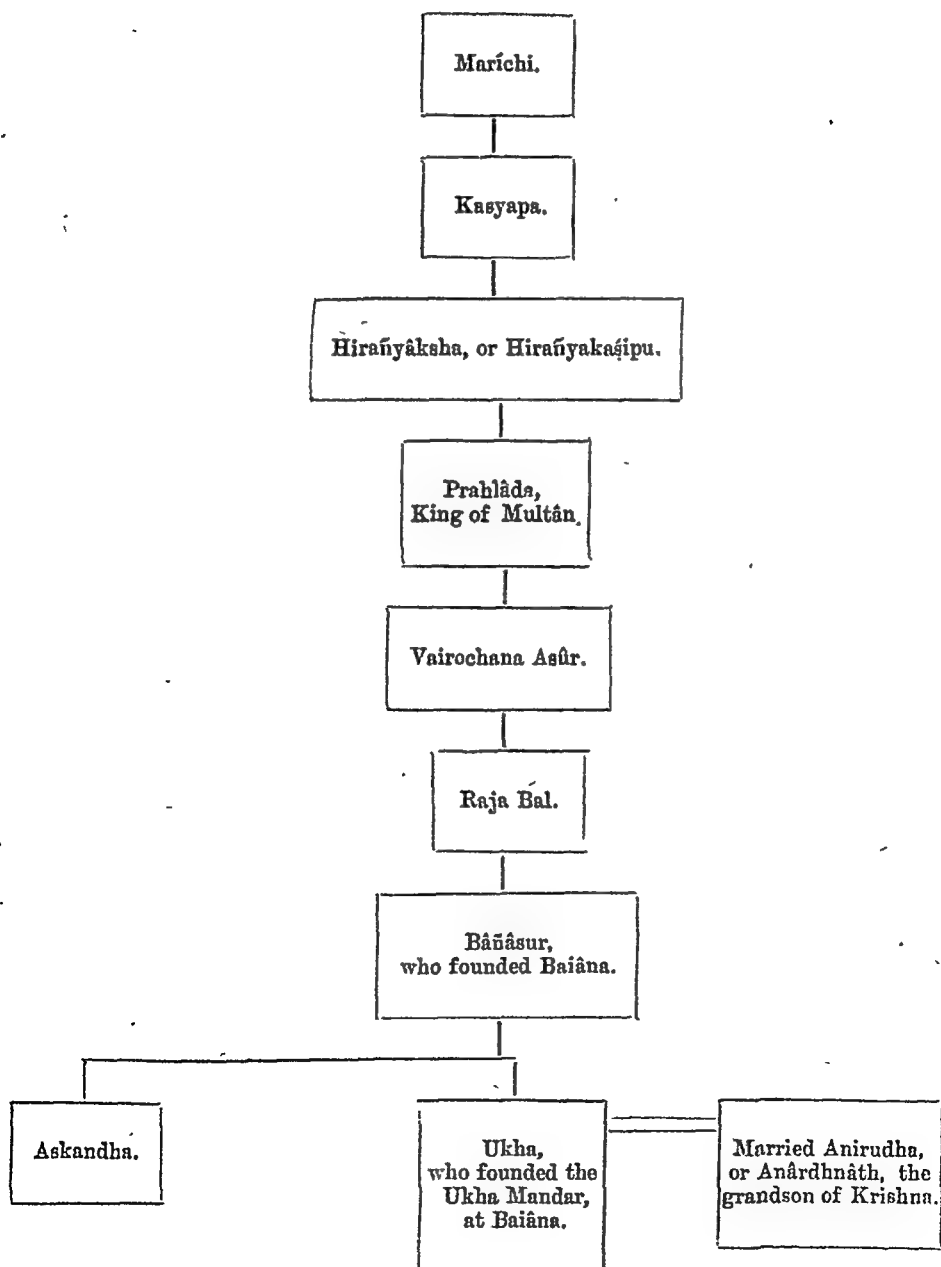 Maríchi.
Kasyapa.
Hirañyâksha, or Hirañyakaśipu.
Prahlâda,
King of Multân.
Vairochana Asûr.
Raja Bal.
Bâñâsur,
who founded Baiâna.
Askandha.
Ukha,
who founded the
Ukha Mandar,
at Baiâna.
Married Anirudha,
or Anârdhnâth, the
grandson of Krishna.